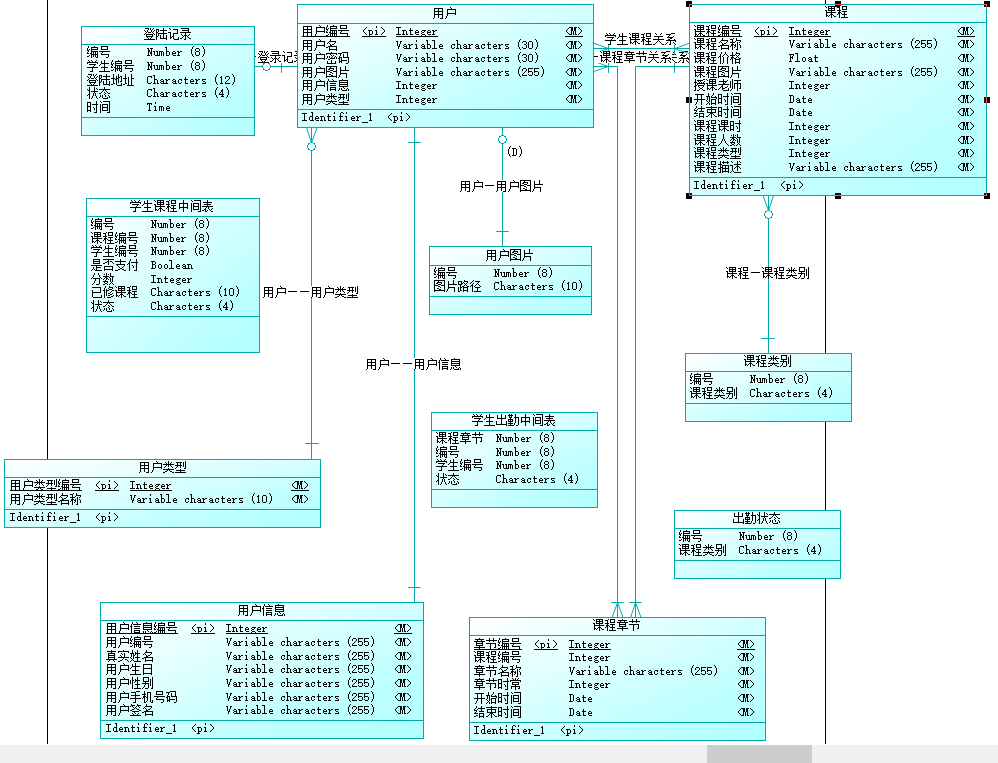 登陆记录
编号 Number (8)
学生编号 Number (8)
登陆地址 Characters (12)
状态 Characters (4)
时间 Time
登录记录
用户
用户编号 <pi> Integer <M>
用户名 Variable characters (30) <M>
用户密码 Variable characters (30) <M>
用户图片 Variable characters (255) <M>
用户信息 Integer <M>
用户类型 Integer <M>
Identifier_1 <pi>
学生课程关系
课程章节关系
课程
课程编号 <pi> Integer <M>
课程名称 Variable characters (255) <M>
课程价格 Float <M>
课程图片 Variable characters (255) <M>
授课老师 Integer <M>
开始时间 Date <M>
结束时间 Date <M>
课程课时 Integer <M>
课程人数 Integer <M>
课程类型 Integer <M>
课程描述 Variable characters (255) <M>
Identifier_1 <pi>
(D)
用户—用户图片
学生课程中间表
编号 Number (8)
课程编号 Number (8)
学生编号 Number (8)
是否支付 Boolean
分数 Integer
已修课程 Characters (10)
状态 Characters (4)
用户——用户类型
用户图片
编号 Number (8)
图片路径 Characters (10)
课程—课程类别
用户——用户信息
课程类别
编号 Number (8)
课程类别 Characters (4)
学生出勤中间表
课程章节 Number (8)
编号 Number (8)
学生编号 Number (8)
状态 Characters (4)
用户类型
用户类型编号 <pi> Integer <M>
用户类型名称 Variable characters (10) <M>
Identifier_1 <pi>
出勤状态
编号 Number (8)
课程类别 Characters (4)
用户信息
用户信息编号 <pi> Integer <M>
用户编号 Variable characters (255) <M>
真实姓名 Variable characters (255) <M>
用户生日 Variable characters (255) <M>
用户性别 Variable characters (255) <M>
用户手机号码 Variable characters (255) <M>
用户签名 Variable characters (255) <M>
Identifier_1 <pi>
课程章节
章节编号 <pi> Integer <M>
课程编号 Integer <M>
章节名称 Variable characters (255) <M>
章节时常 Integer <M>
开始时间 Date <M>
结束时间 Date <M>
Identifier_1 <pi>